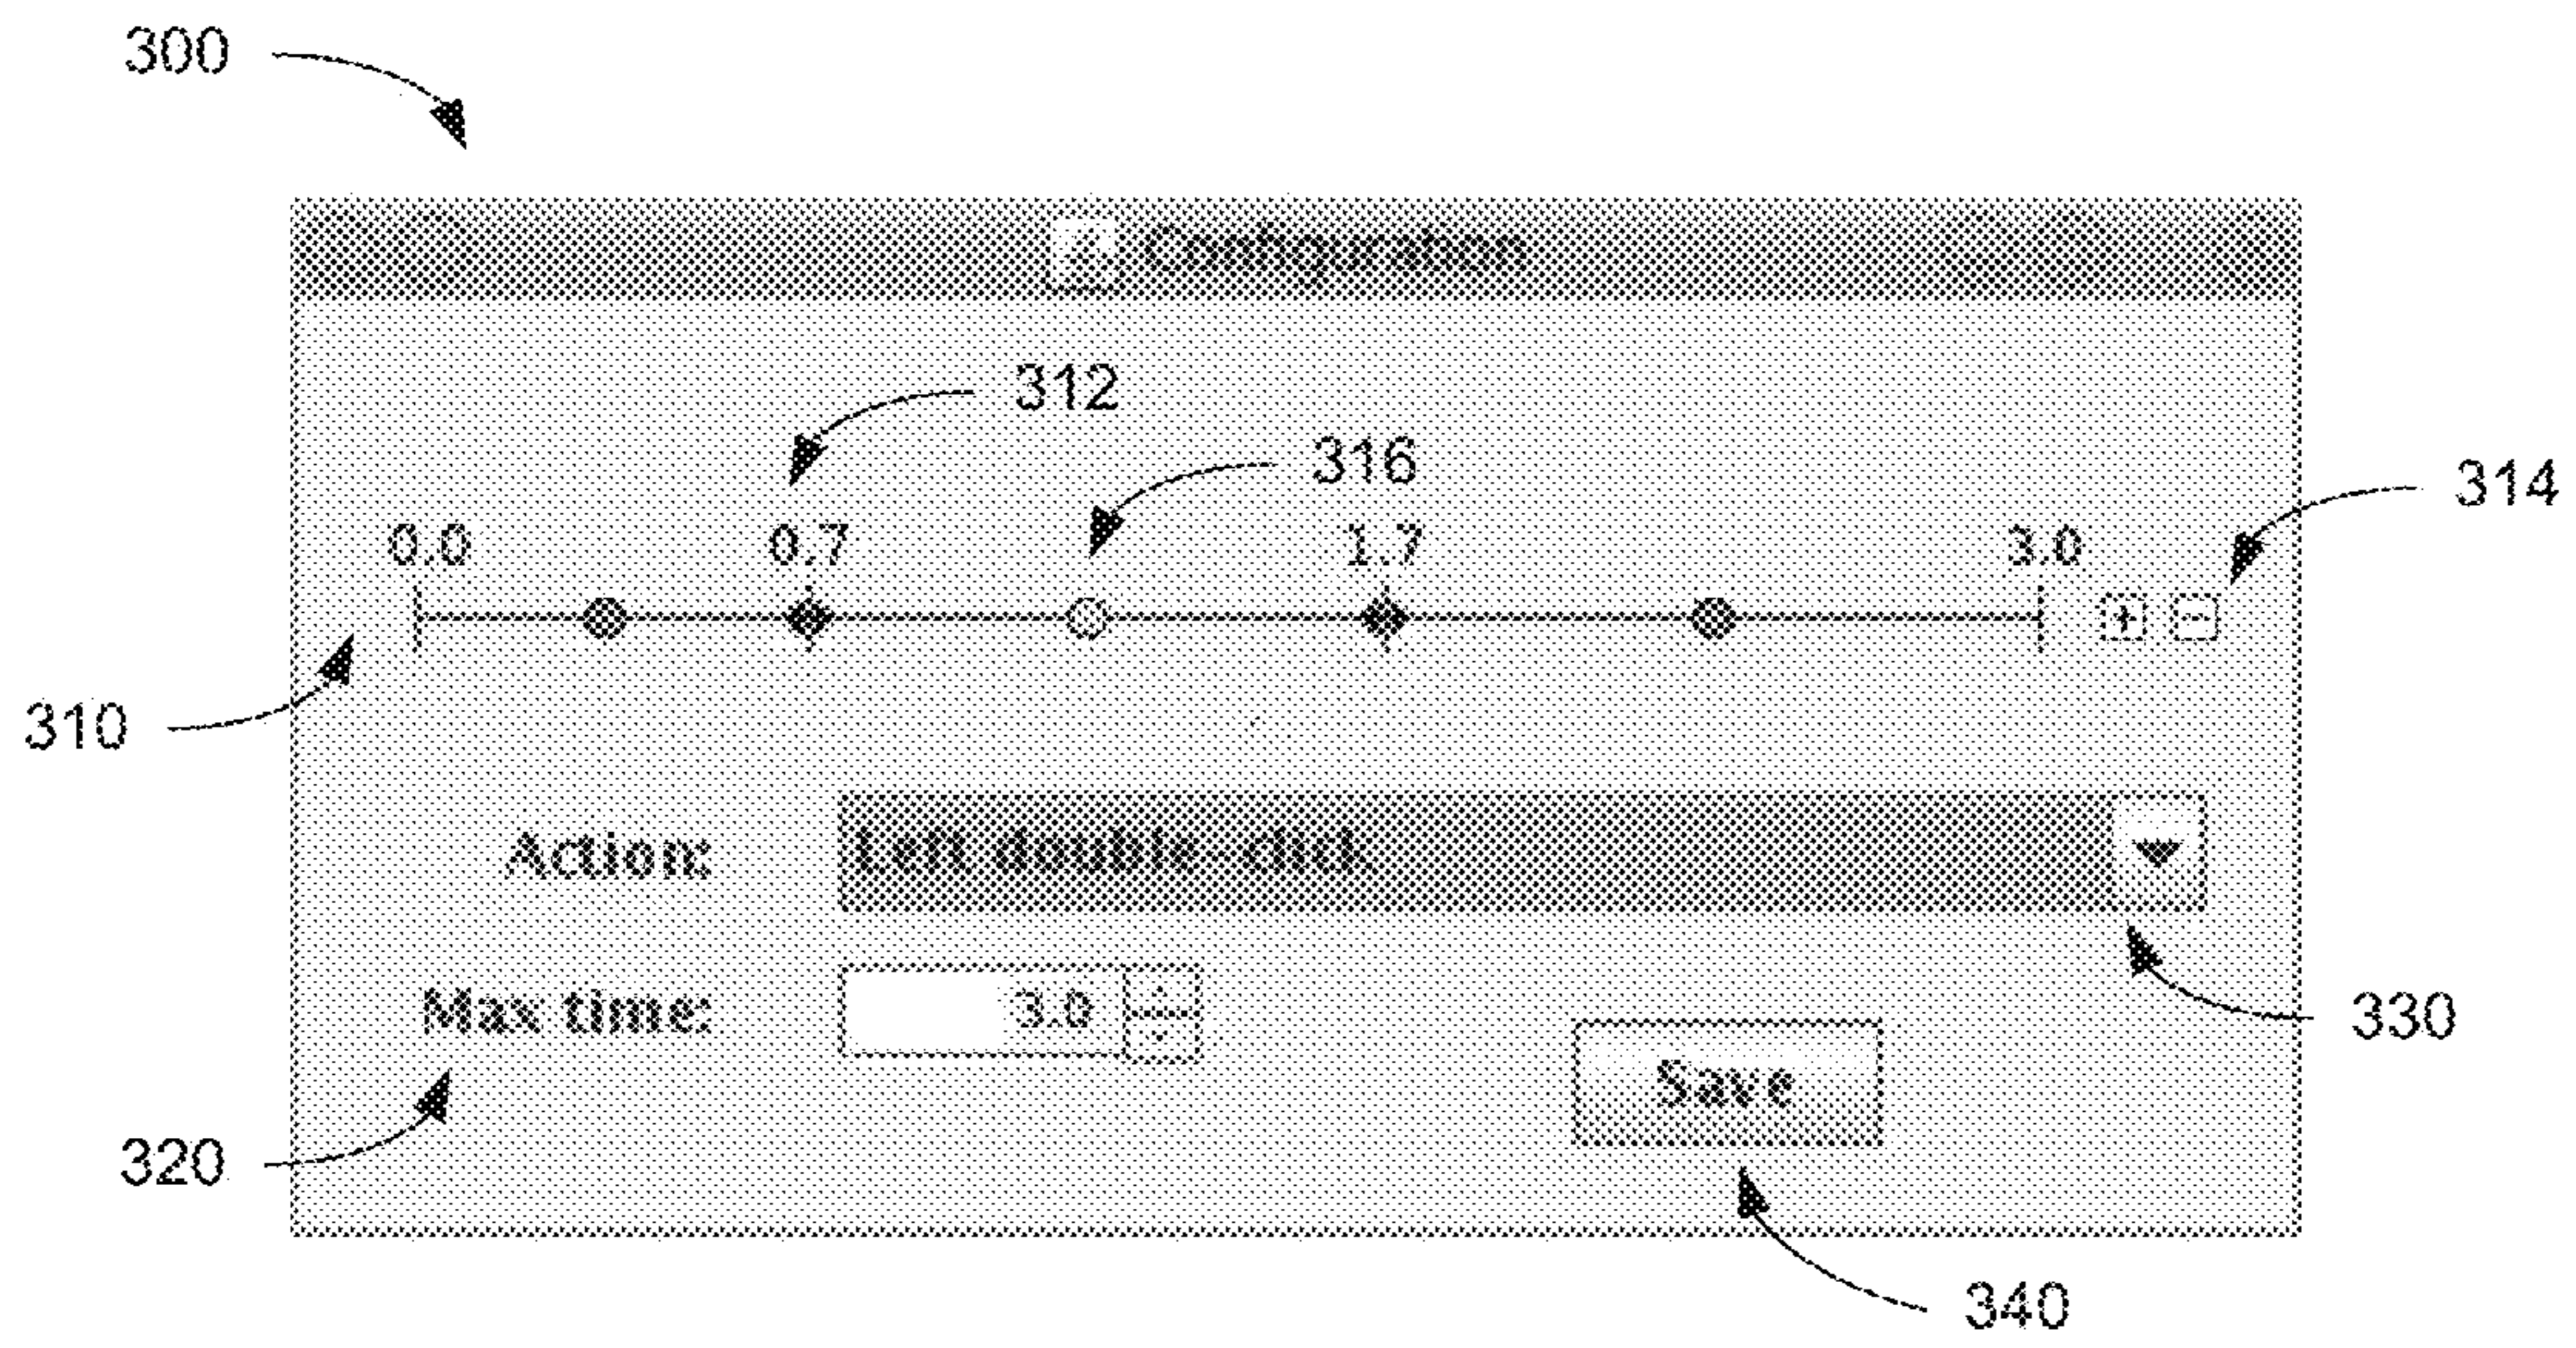 300
Configuration
312
316
314
0.0 0.7 1.7 3.0
+ −
310
Action: Left double-click
Max time: 3.0
330
Save
320
340